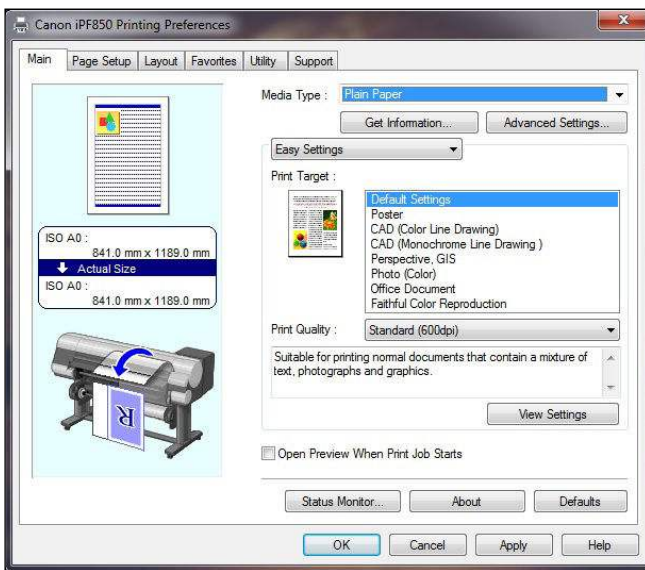 Canon iPF850 Printing Preferences
Main Page Setup Layout Favorites Utility Support
Media Type : Plain Paper
Get Information... Advanced Settings...
Easy Settings
Print Target :
Default Settings
Poster
CAD (Color Line Drawing)
CAD (Monochrome Line Drawing )
Perspective, GIS
Photo (Color)
Office Document
Faithful Color Reproduction
ISO A0 :
841.0 mm x 1189.0 mm
Actual Size
ISO A0 :
841.0 mm x 1189.0 mm
R
Print Quality : Standard (600dpi)
Suitable for printing normal documents that contain a mixture of
text, photographs and graphics.
View Settings
Open Preview When Print Job Starts
Status Monitor... About Defaults
OK Cancel Apply Help